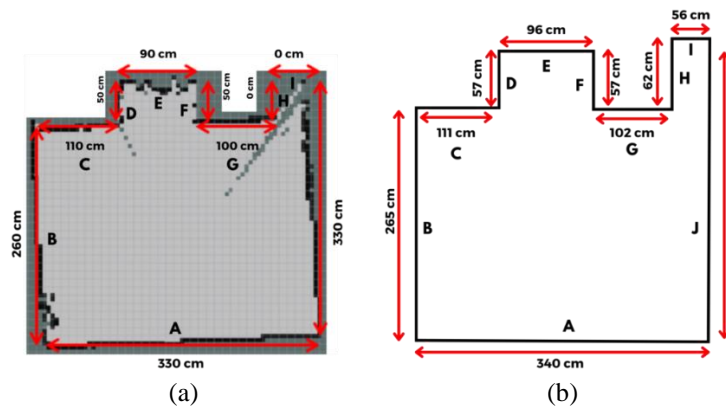 90 cm
0 cm
50 cm
50 cm
0 cm
I
D
E
F
H
110 cm
100 cm
C
G
260 cm
B
330 cm
A
330 cm
(a)
56 cm
96 cm
I
57 cm
D
E
F
57 cm
62 cm
H
111 cm
102 cm
C
G
265 cm
B
J
A
340 cm
(b)